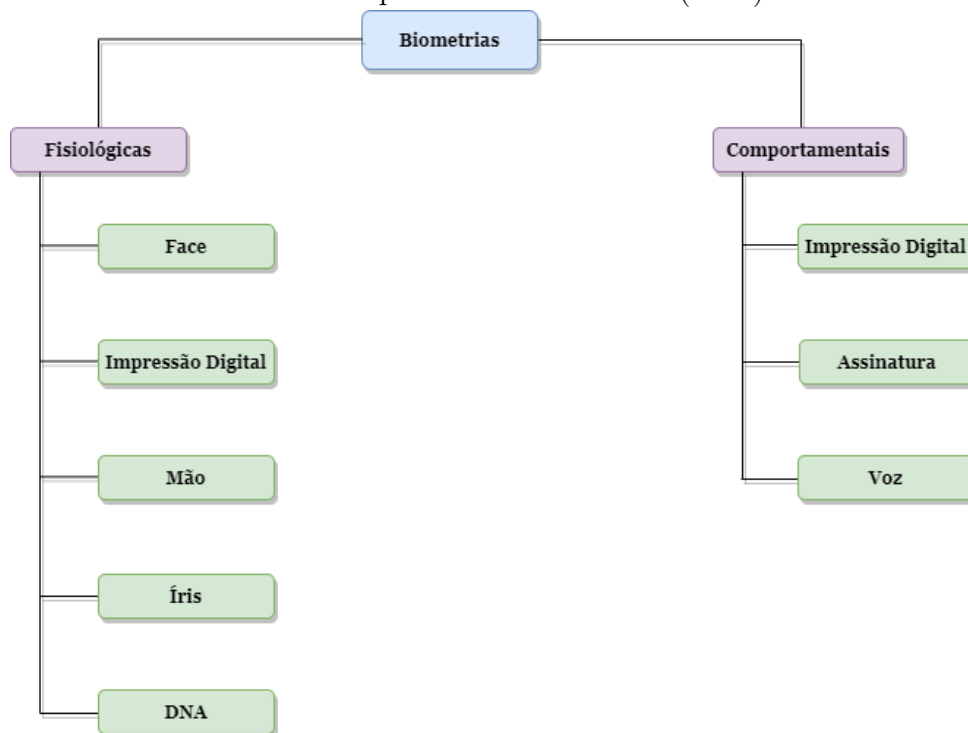 Biometrias
Fisiológicas
Comportamentais
Face
Impressão Digital
Impressão Digital
Assinatura
Mão
Voz
Íris
DNA